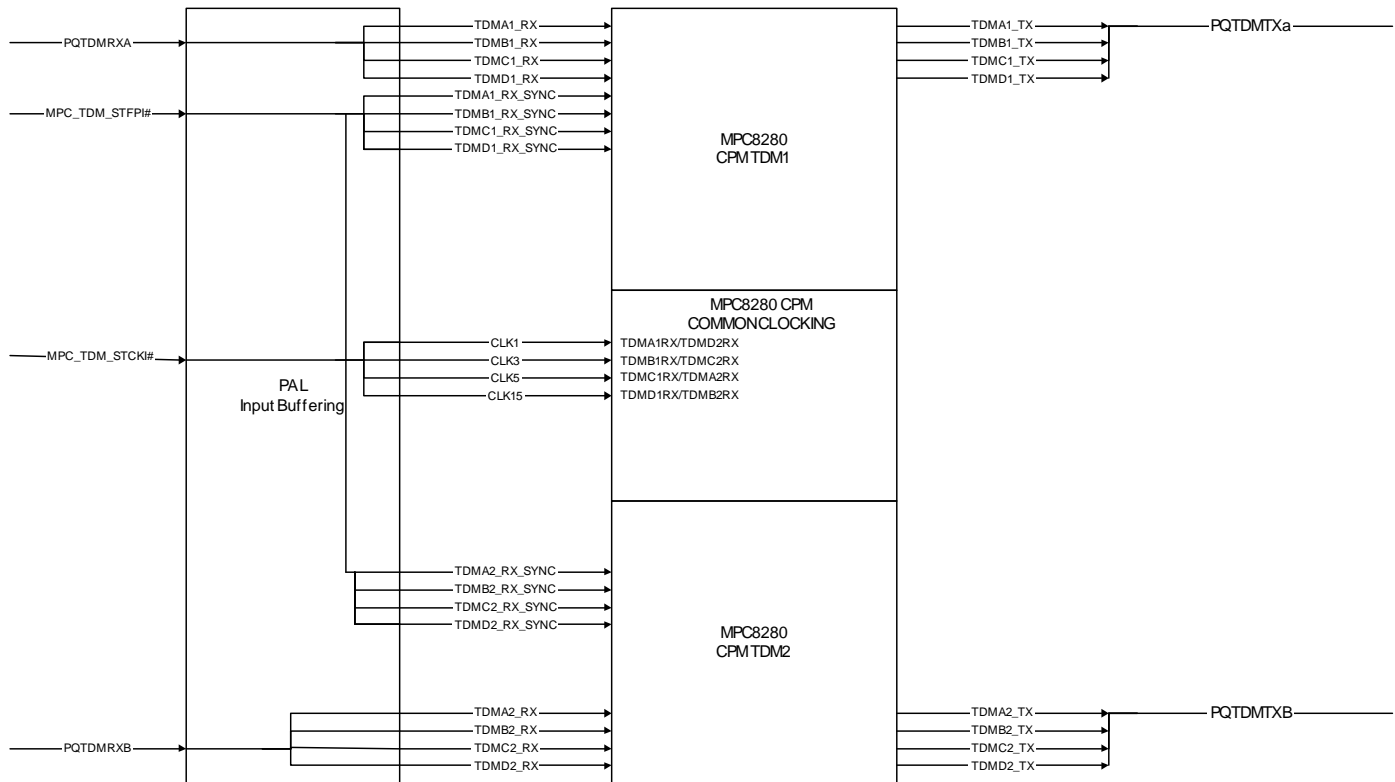 PQTDMRXA
MPC_TDM_STFPI#
MPC_TDM_STCKI#
PQTDMRXB
PAL
Input Buffering
TDMA1_RX
TDMB1_RX
TDMC1_RX
TDMD1_RX
TDMA1_RX_SYNC
TDMB1_RX_SYNC
TDMC1_RX_SYNC
TDMD1_RX_SYNC
CLK1
CLK3
CLK5
CLK15
TDMA2_RX_SYNC
TDMB2_RX_SYNC
TDMC2_RX_SYNC
TDMD2_RX_SYNC
TDMA2_RX
TDMB2_RX
TDMC2_RX
TDMD2_RX
MPC8280
CPM TDM1
MPC8280 CPM
COMMON CLOCKING
TDMA1RX/TDMD2RX
TDMB1RX/TDMC2RX
TDMC1RX/TDMA2RX
TDMD1RX/TDMB2RX
MPC8280
CPM TDM2
TDMA1_TX
TDMB1_TX
TDMC1_TX
TDMD1_TX
PQTDMTXa
TDMA2_TX
TDMB2_TX
TDMC2_TX
TDMD2_TX
PQTDMTXB